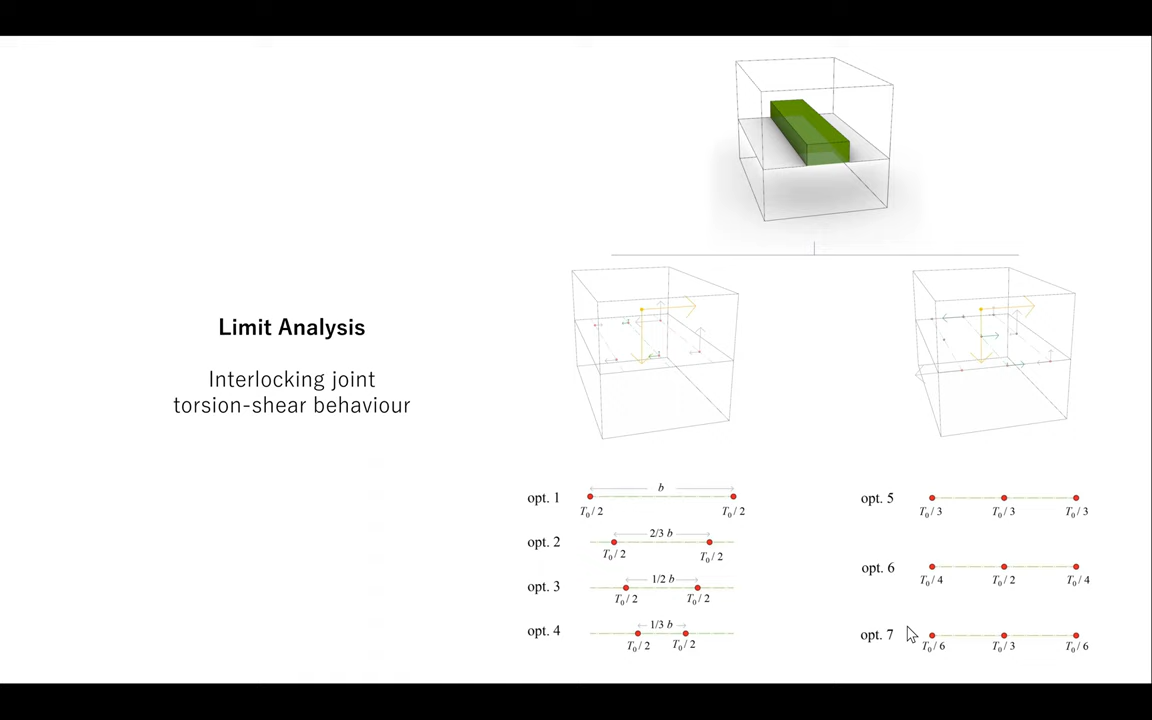 Limit Analysis
Interlocking joint
torsion-shear behaviour
opt. 1
b
T₀ / 2
T₀ / 2
opt. 2
2/3 b
T₀ / 2
T₀ / 2
opt. 3
1/2 b
T₀ / 2
T₀ / 2
opt. 4
1/3 b
T₀ / 2
T₀ / 2
opt. 5
T₀ / 3
T₀ / 3
T₀ / 3
opt. 6
T₀ / 4
T₀ / 2
T₀ / 4
opt. 7
T₀ / 6
T₀ / 3
T₀ / 6